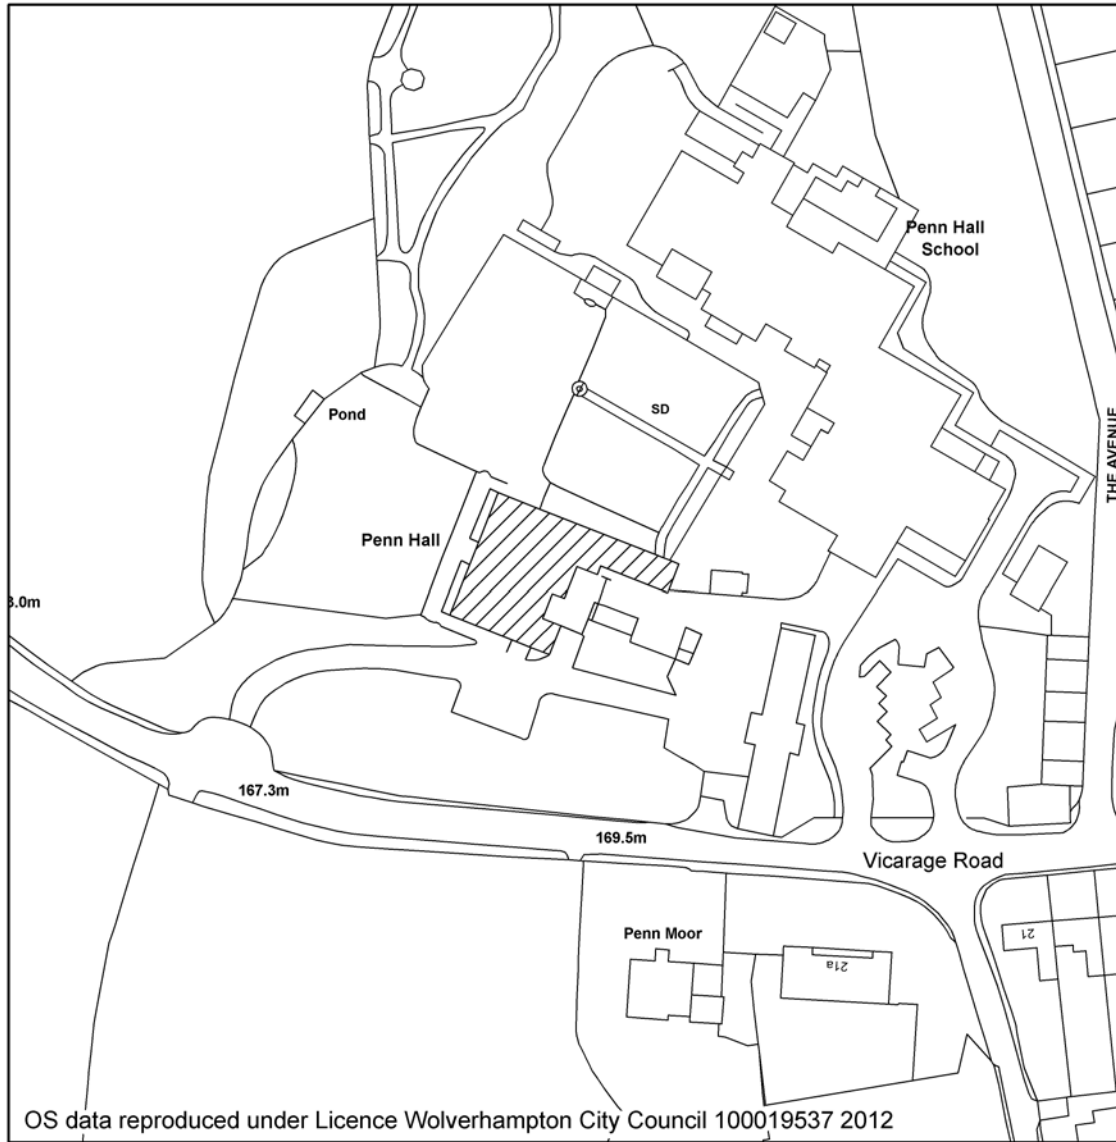 Penn Hall
School
Pond
SD
THE AVENUE
Penn Hall
3.0m
167.3m
169.5m
Vicarage Road
Penn Moor
21a
21
OS data reproduced under Licence Wolverhampton City Council 100019537 2012